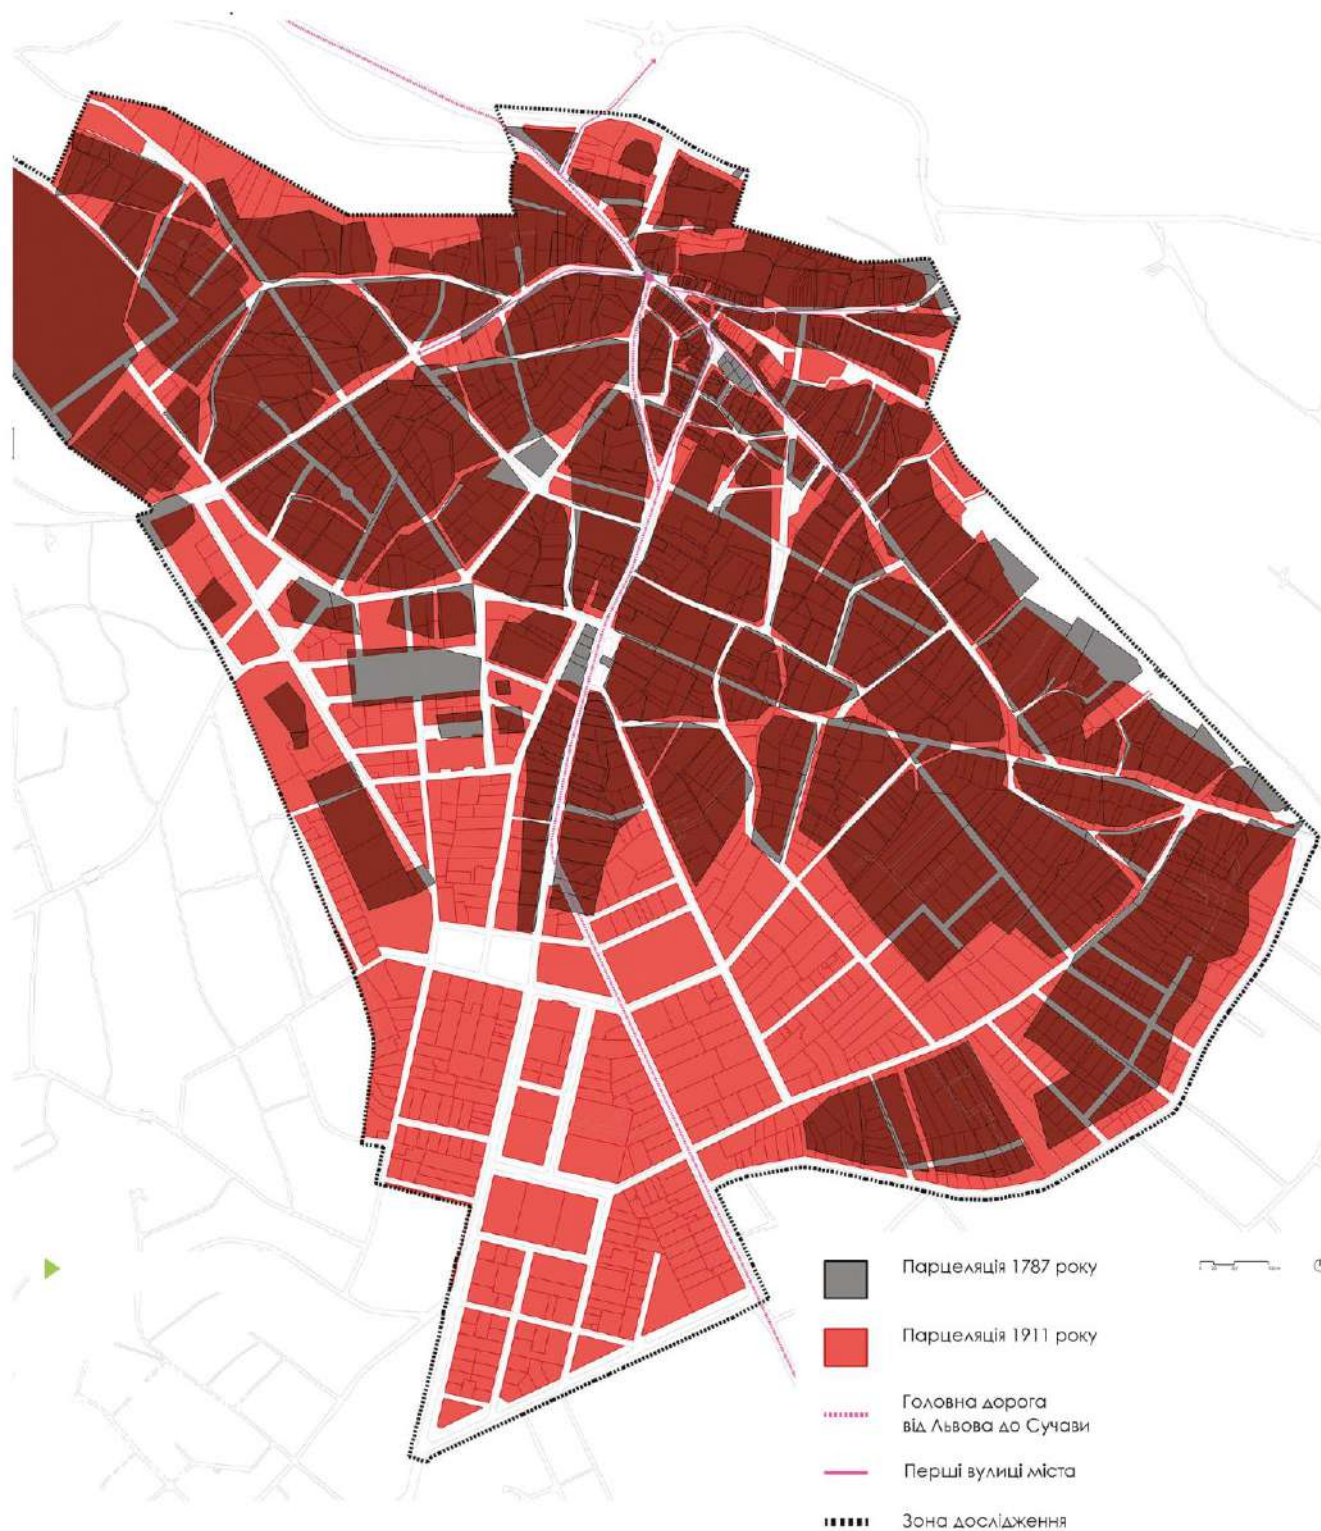 Парцеляція 1787 року
Парцеляція 1911 року
Головна дорога
від Львова до Сучави
Перші вулиці міста
Зона дослідження